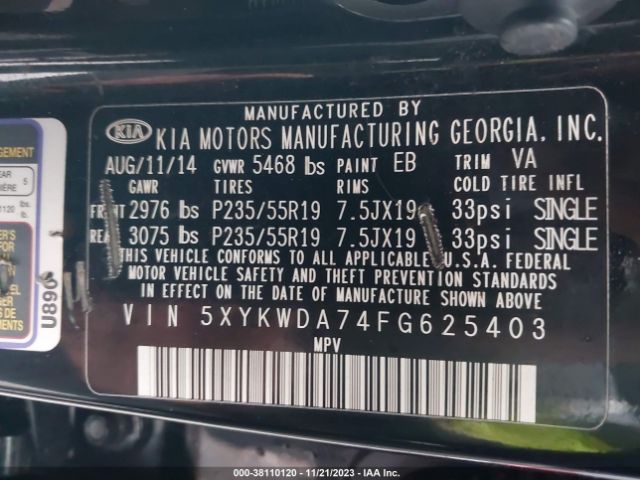 MANUFACTURED BY
KIA KIA MOTORS MANUFACTURING GEORGIA, INC.
AUG/11/14 GVWR 5468 lbs PAINT EB TRIM VA
GAWR TIRES RIMS COLD TIRE INFL
FRONT 2976 lbs P235/55R19 7.5JX19 33psi SINGLE
REAR 3075 lbs P235/55R19 7.5JX19 33psi SINGLE
THIS VEHICLE CONFORMS TO ALL APPLICABLE U.S.A. FEDERAL
MOTOR VEHICLE SAFETY AND THEFT PREVENTION STANDARDS
IN EFFECT ON THE DATE OF MANUFACTURE SHOWN ABOVE.
VIN 5XYKWDA74FG625403
MPV
U890
000-38110120 - 11/21/2023 - IAA Inc.